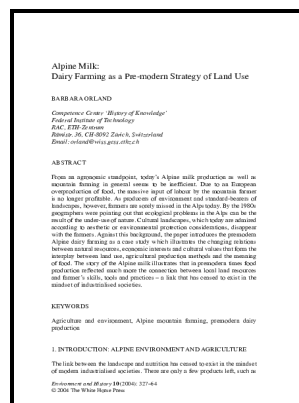 Alpine Milk:
Dairy Farming as a Pre-modern Strategy of Land Use
BARBARA ORLAND
Competence Center 'History of Knowledge'
Federal Institute of Technology
RAC, ETH-Zentrum
Rämistr. 36, CH-8092 Zürich, Switzerland
Email: orland@wiss.gess.ethz.ch
ABSTRACT
From an agronomic standpoint, today's Alpine milk production as well as
mountain farming in general seems to be inefficient. Due to an European
overproduction of food, the massive input of labour by the mountain farmer
is no longer profitable. As producers of environment and standard-bearers of
landscapes, however, farmers are sorely missed in the Alps today. By the 1980s
geographers were pointing out that ecological problems in the Alps can be the
result of the under-use of nature. Cultural landscapes, which today are admired
according to aesthetic or environmental protection considerations, disappear
with the farmers. Against this background, the paper introduces the premodern
Alpine dairy farming as a case study which illustrates the changing relations
between natural resources, economic interests and cultural values that forms the
interplay between land use, agricultural production methods and the meaning
of food. The story of the Alpine milk illustrates that in premodern times food
production reflected much more the connection between local land resources
and farmer's skills, tools and practices – a link that has ceased to exist in the
mindset of industrialised societies.
KEYWORDS
Agriculture and environment, Alpine mountain farming, premodern dairy
production
1. INTRODUCTION: ALPINE ENVIRONMENT AND AGRICULTURE
The link between the landscape and nutrition has ceased to exist in the mindset
of modern industrialised societies. There are only a few products left, such as
Environment and History 10 (2004): 327–64
© 2004 The White Horse Press